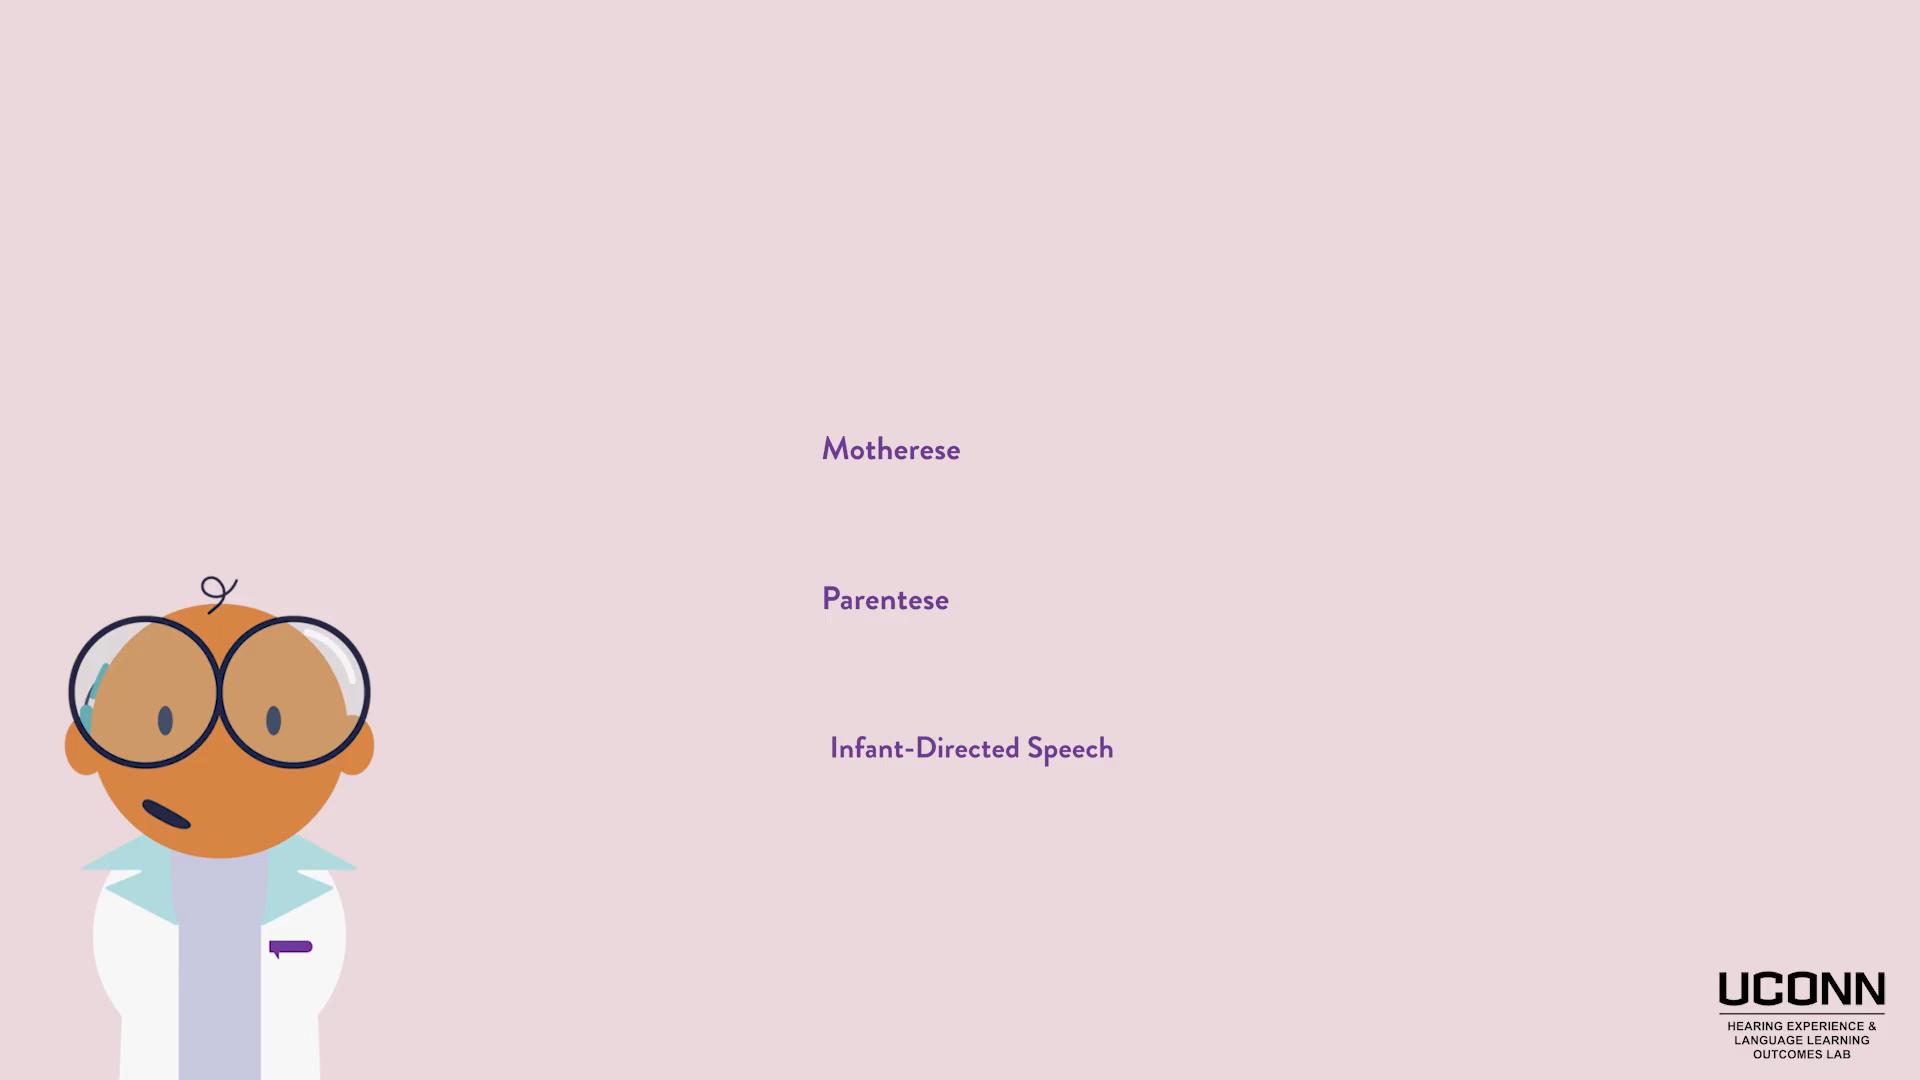 Motherese
Parentese
Infant-Directed Speech
UCONN
HEARING EXPERIENCE &
LANGUAGE LEARNING
OUTCOMES LAB